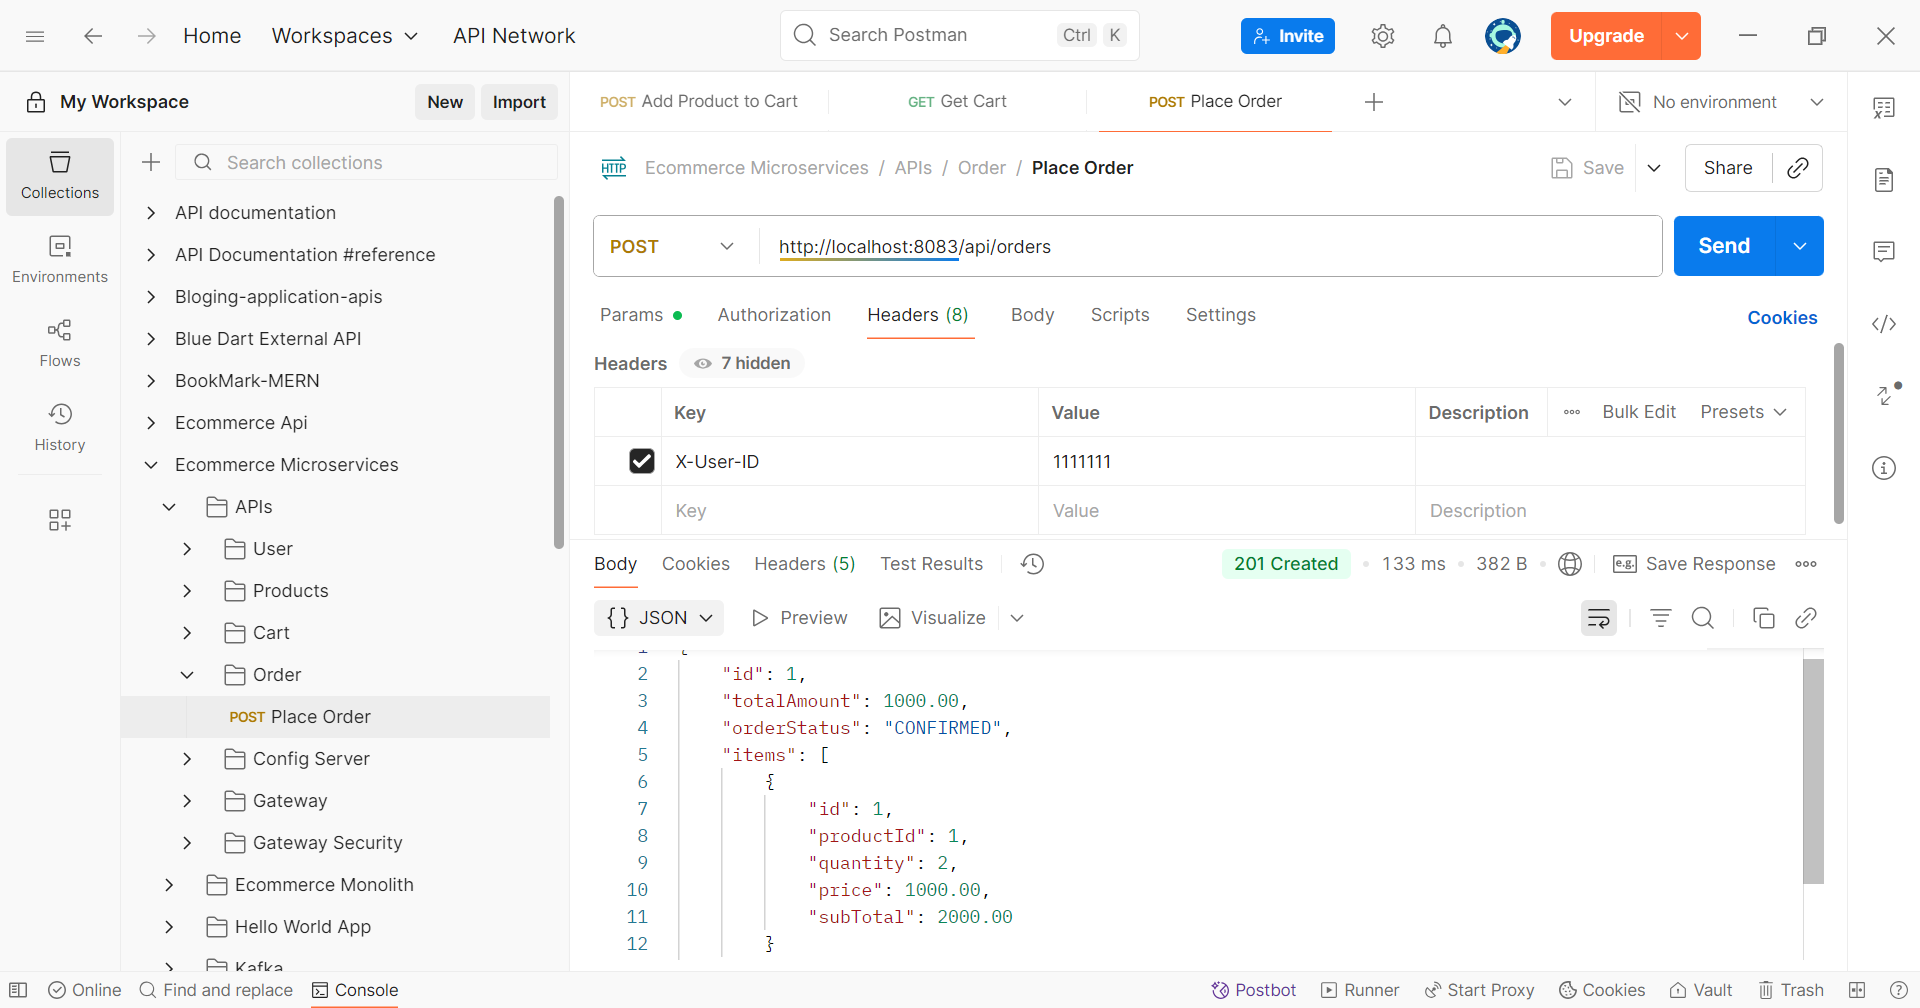 Home
Workspaces
API Network
Search Postman
Ctrl K
Invite
Upgrade
My Workspace
New
Import
POST Add Product to Cart
GET Get Cart
POST Place Order
No environment
Collections
Environments
Flows
History
Search collections
API documentation
API Documentation #reference
Bloging-application-apis
Blue Dart External API
BookMark-MERN
Ecommerce Api
Ecommerce Microservices
APIs
User
Products
Cart
Order
POST Place Order
Config Server
Gateway
Gateway Security
Ecommerce Monolith
Hello World App
Kafka
HTTP Ecommerce Microservices / APIs / Order / Place Order
Save
Share
POST
http://localhost:8083/api/orders
Send
Params
Authorization
Headers (8)
Body
Scripts
Settings
Cookies
Headers
7 hidden
Key
Value
Description
Bulk Edit
Presets
X-User-ID
1111111
Key
Value
Description
Body
Cookies
Headers (5)
Test Results
201 Created
133 ms
382 B
e.g.
Save Response
{} JSON
Preview
Visualize
1 {
2 "id": 1,
3 "totalAmount": 1000.00,
4 "orderStatus": "CONFIRMED",
5 "items": [
6 {
7 "id": 1,
8 "productId": 1,
9 "quantity": 2,
10 "price": 1000.00,
11 "subTotal": 2000.00
12 }
Online
Find and replace
Console
Postbot
Runner
Start Proxy
Cookies
Vault
Trash